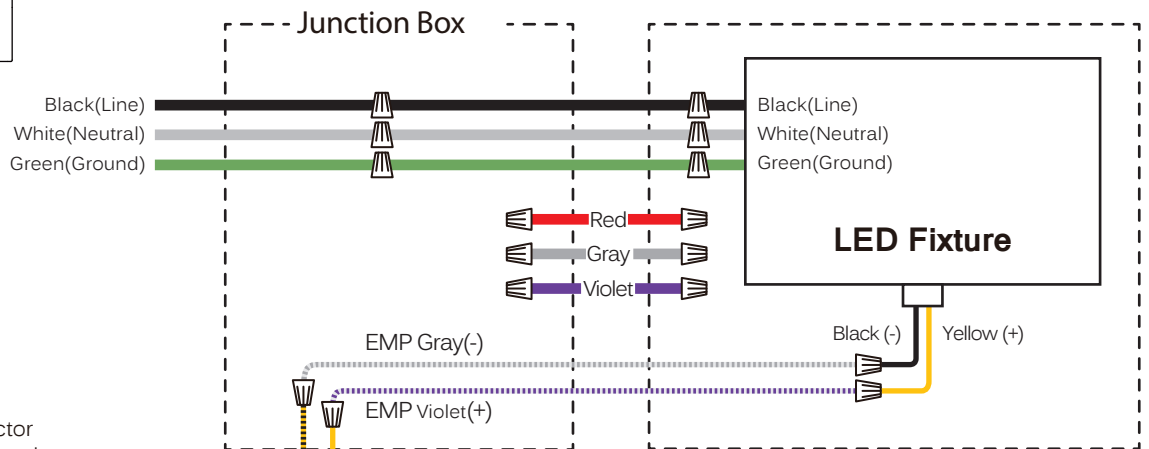 Junction Box
Black(Line)
White(Neutral)
Green(Ground)
Black(Line)
White(Neutral)
Green(Ground)
Red
Gray
Violet
LED Fixture
Black (-)
Yellow (+)
EMP Gray(-)
EMP Violet(+)